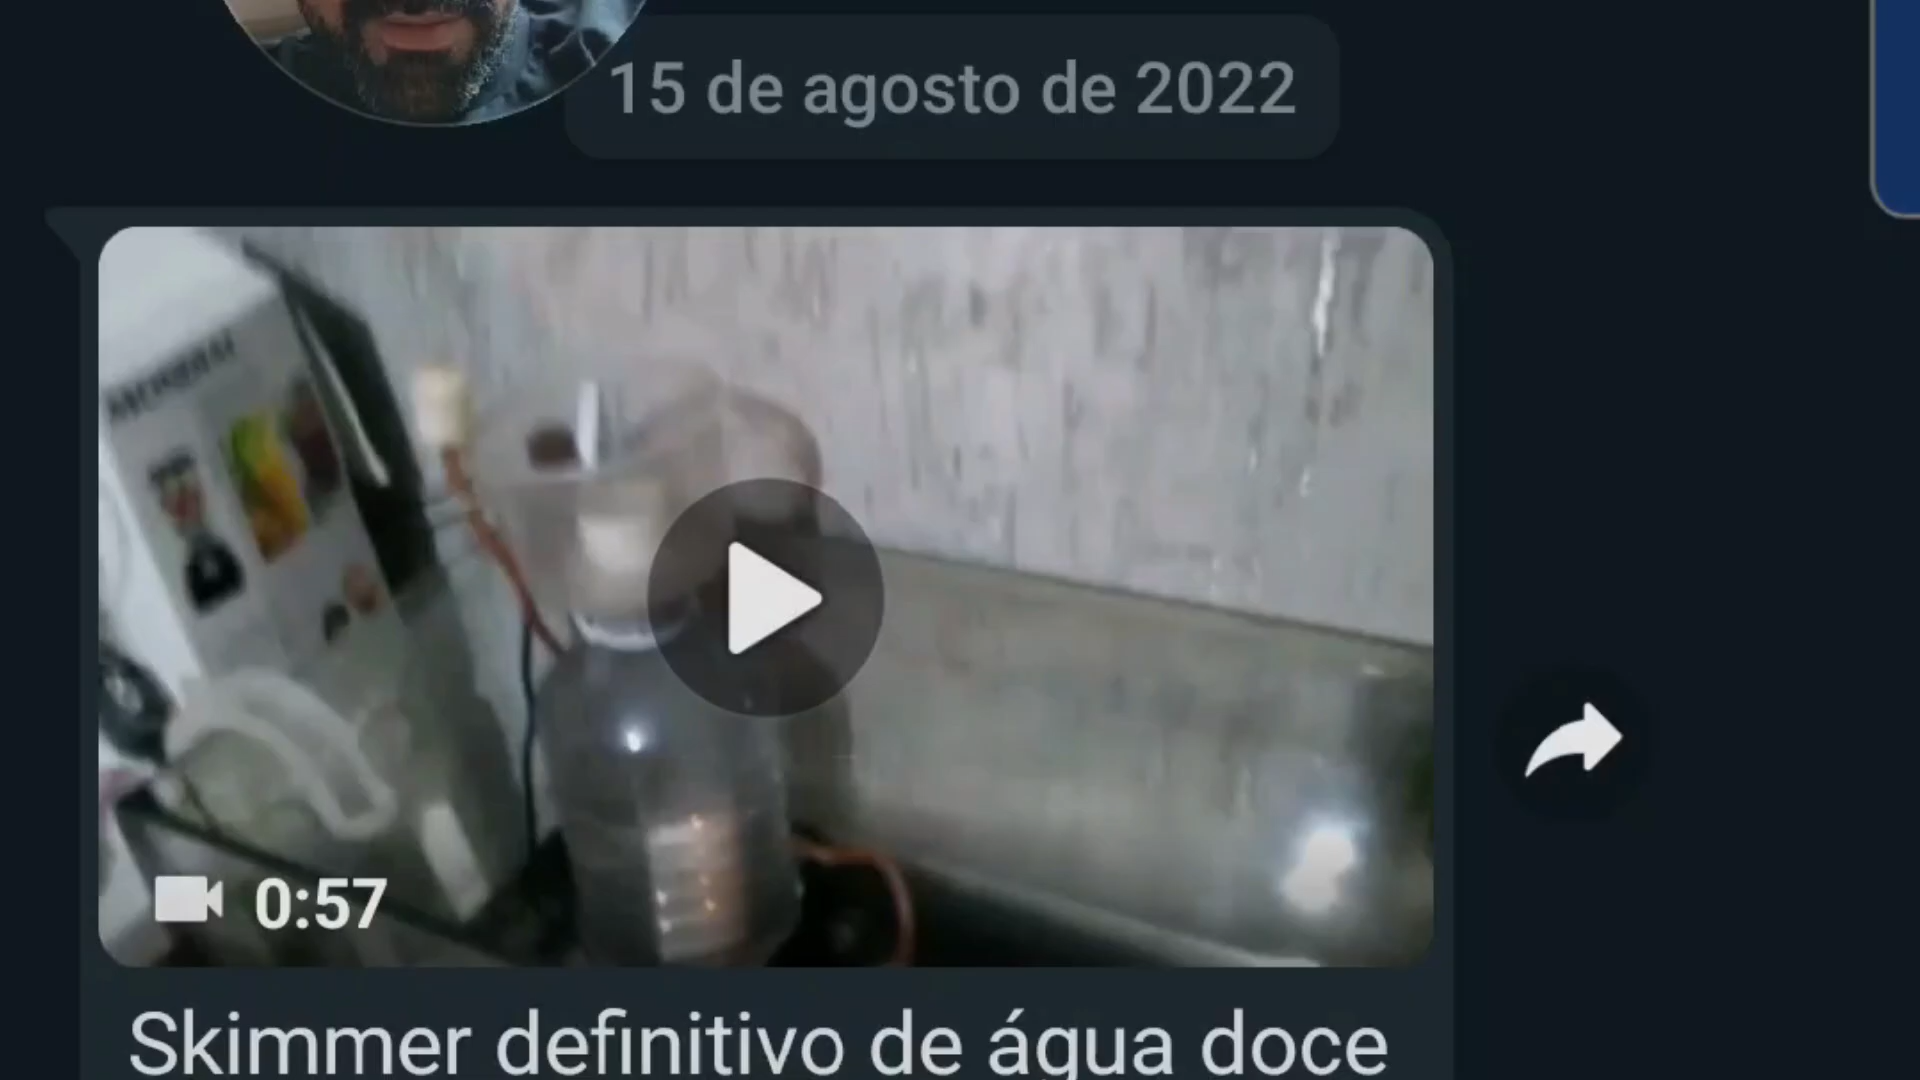 15 de agosto de 2022
0:57
Skimmer definitivo de água doce